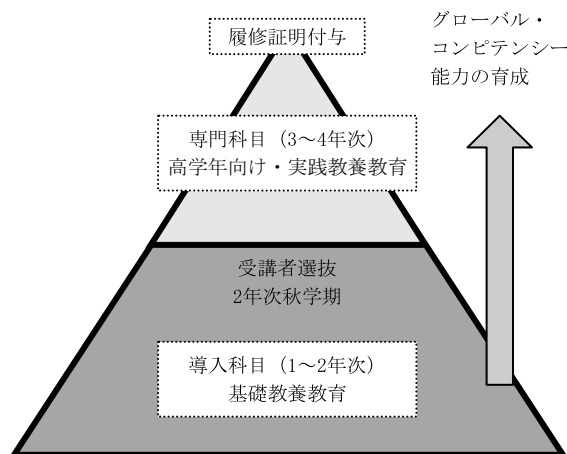 履修証明付与
グローバル・
コンピテンシー
能力の育成
専門科目（3～4年次）
高学年向け・実践教養教育
受講者選抜
2年次秋学期
導入科目（1～2年次）
基礎教養教育